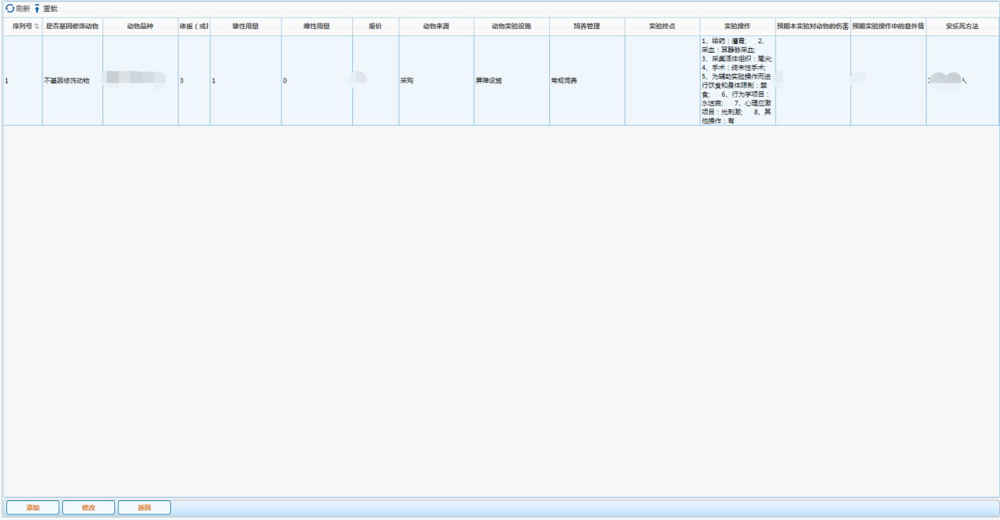 刷新 重载
序列号 是否基因修饰动物 动物品种 体重（或 雄性用量 雌性用量 报价 动物来源 动物实验设施 饲养管理 实验终点 实验操作 预期本实验对动物的伤害 预期实验操作中的意外情 安乐死方法
1 不基因修饰动物 3 1 0 采购 屏障设施 常规饲养
1、给药：灌胃; 2、
采血：耳静脉采血;
3、采集活体组织：尾尖;
4、手术：终末性手术;
5、为辅助实验操作而进
行饮食和身体限制：禁
食; 6、行为学项目：
水迷宫; 7、心理应激
项目：光刺激; 8、其
他操作：有
添加 修改 返回